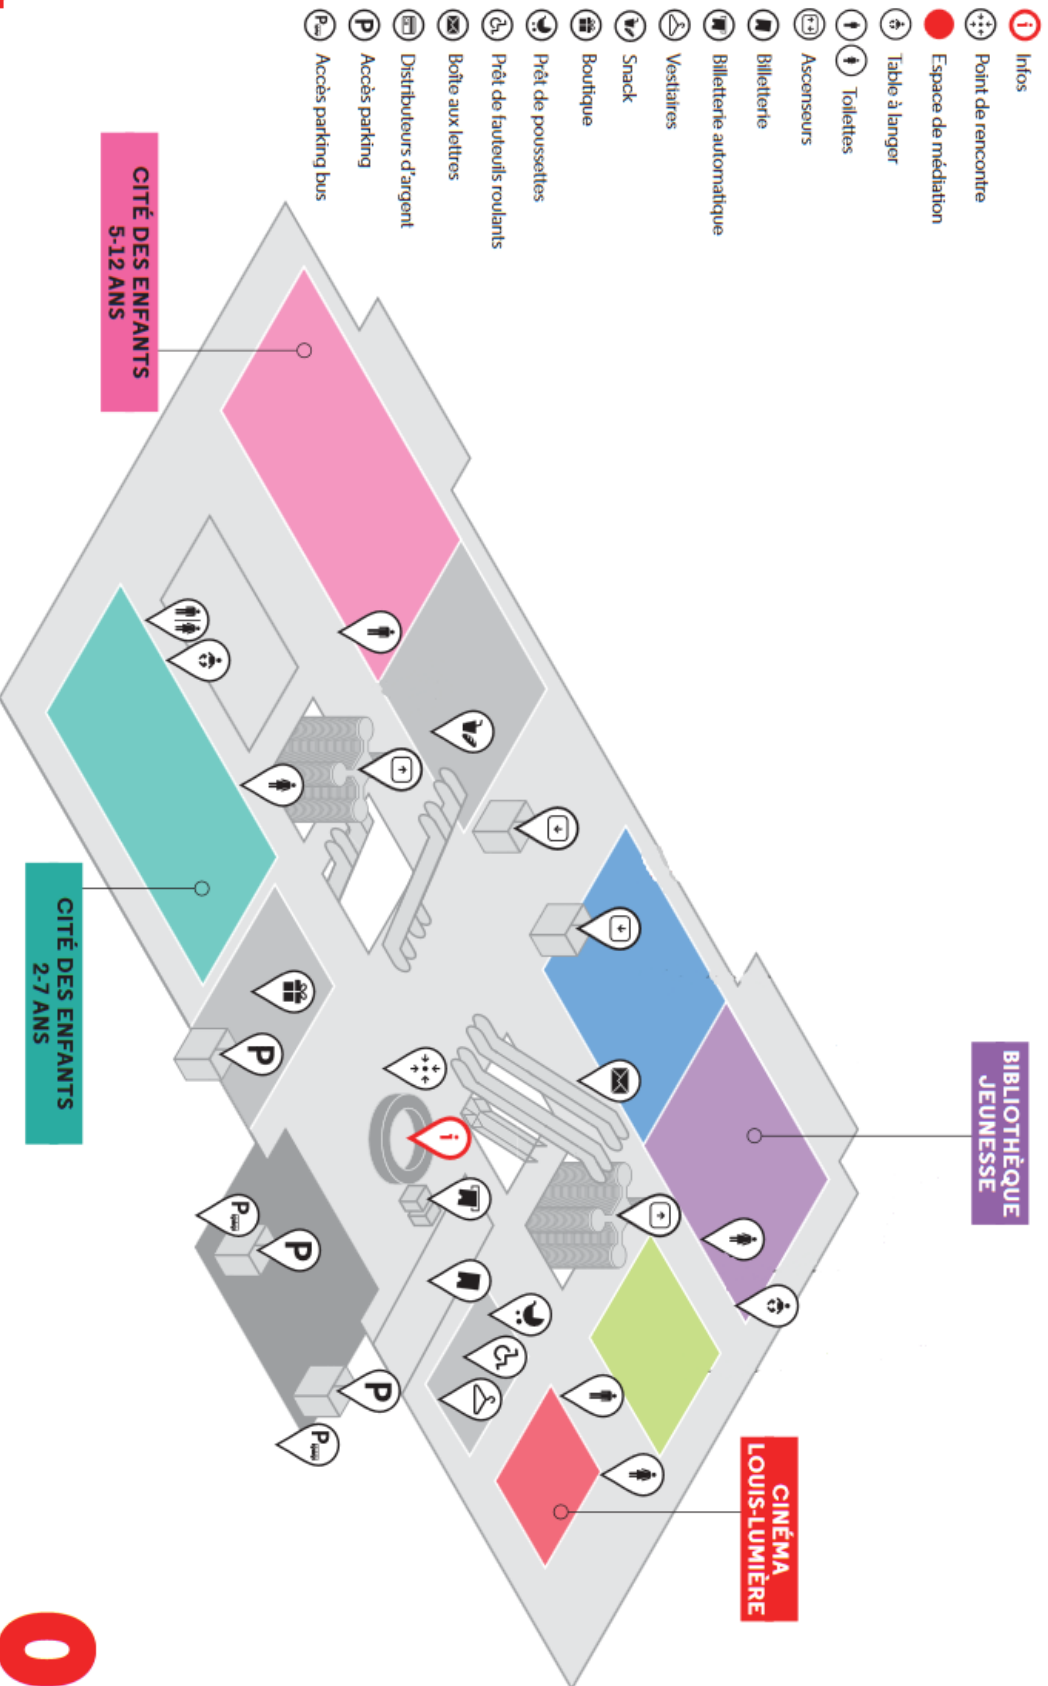 Infos
Point de rencontre
Espace de médiation
Table à langer
Toilettes
Ascenseurs
Billetterie
Billetterie automatique
Vestiaires
Snack
Boutique
Prêt de poussettes
Prêt de fauteuils roulants
Boîte aux lettres
Distributeurs d'argent
P Accès parking
P Accès parking bus
BIBLIOTHÈQUE
JEUNESSE
CINÉMA
LOUIS-LUMIÈRE
CITÉ DES ENFANTS
5-12 ANS
CITÉ DES ENFANTS
2-7 ANS
i
P
P
P
P
P
0